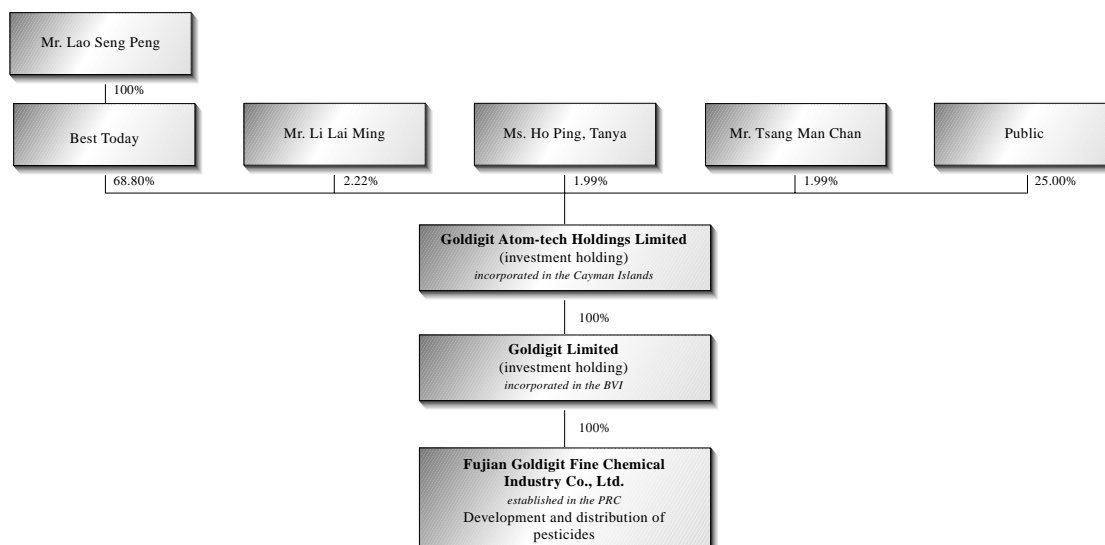 Mr. Lao Seng Peng
100%
Best Today
Mr. Li Lai Ming
Ms. Ho Ping, Tanya
Mr. Tsang Man Chan
Public
68.80%
2.22%
1.99%
1.99%
25.00%
Goldigit Atom-tech Holdings Limited
(investment holding)
incorporated in the Cayman Islands
100%
Goldigit Limited
(investment holding)
incorporated in the BVI
100%
Fujian Goldigit Fine Chemical
Industry Co., Ltd.
established in the PRC
Development and distribution of
pesticides